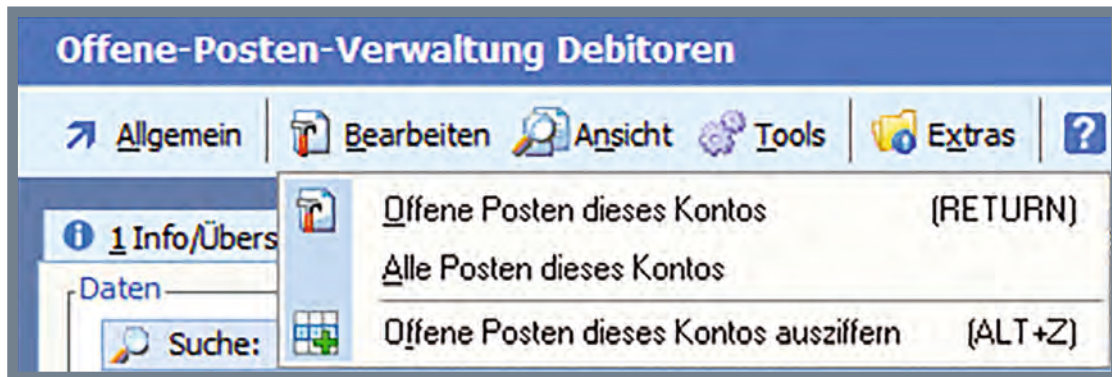 Offene-Posten-Verwaltung Debitoren
Allgemein Bearbeiten Ansicht Tools Extras ?
Offene Posten dieses Kontos (RETURN)
1 Info/Übers
Alle Posten dieses Kontos
Daten
Offene Posten dieses Kontos ausziffern (ALT+Z)
Suche: